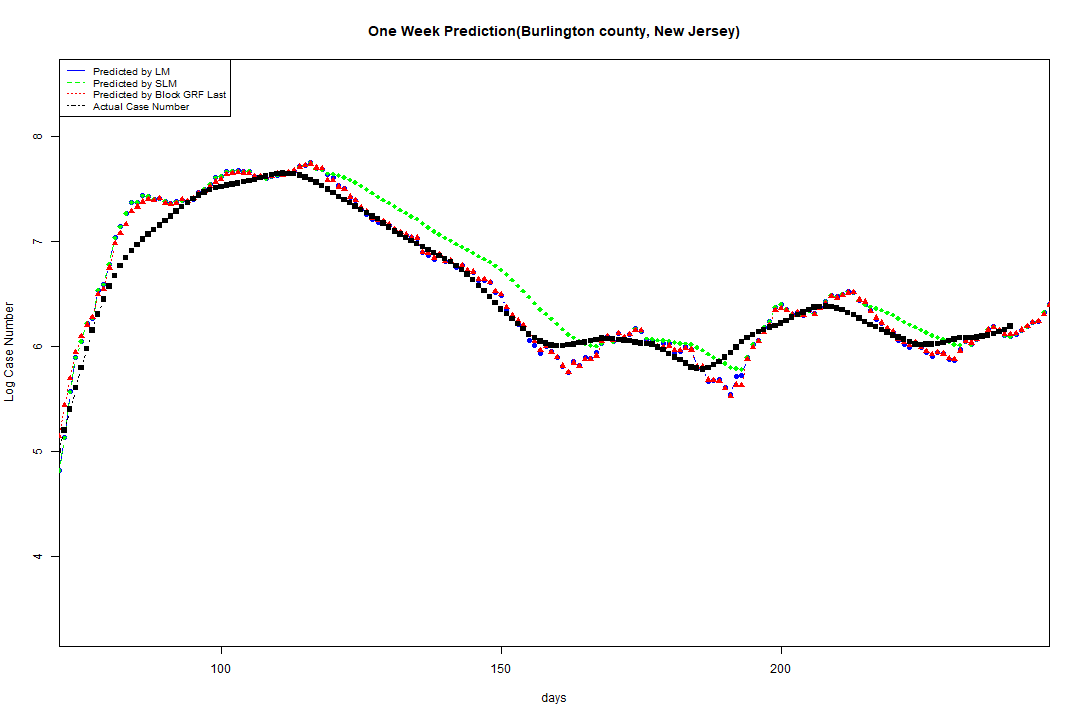 One Week Prediction(Burlington county, New Jersey)
Predicted by LM
Predicted by SLM
Predicted by Block GRF Last
Actual Case Number
8
7
6
5
4
Log Case Number
100 150 200
days